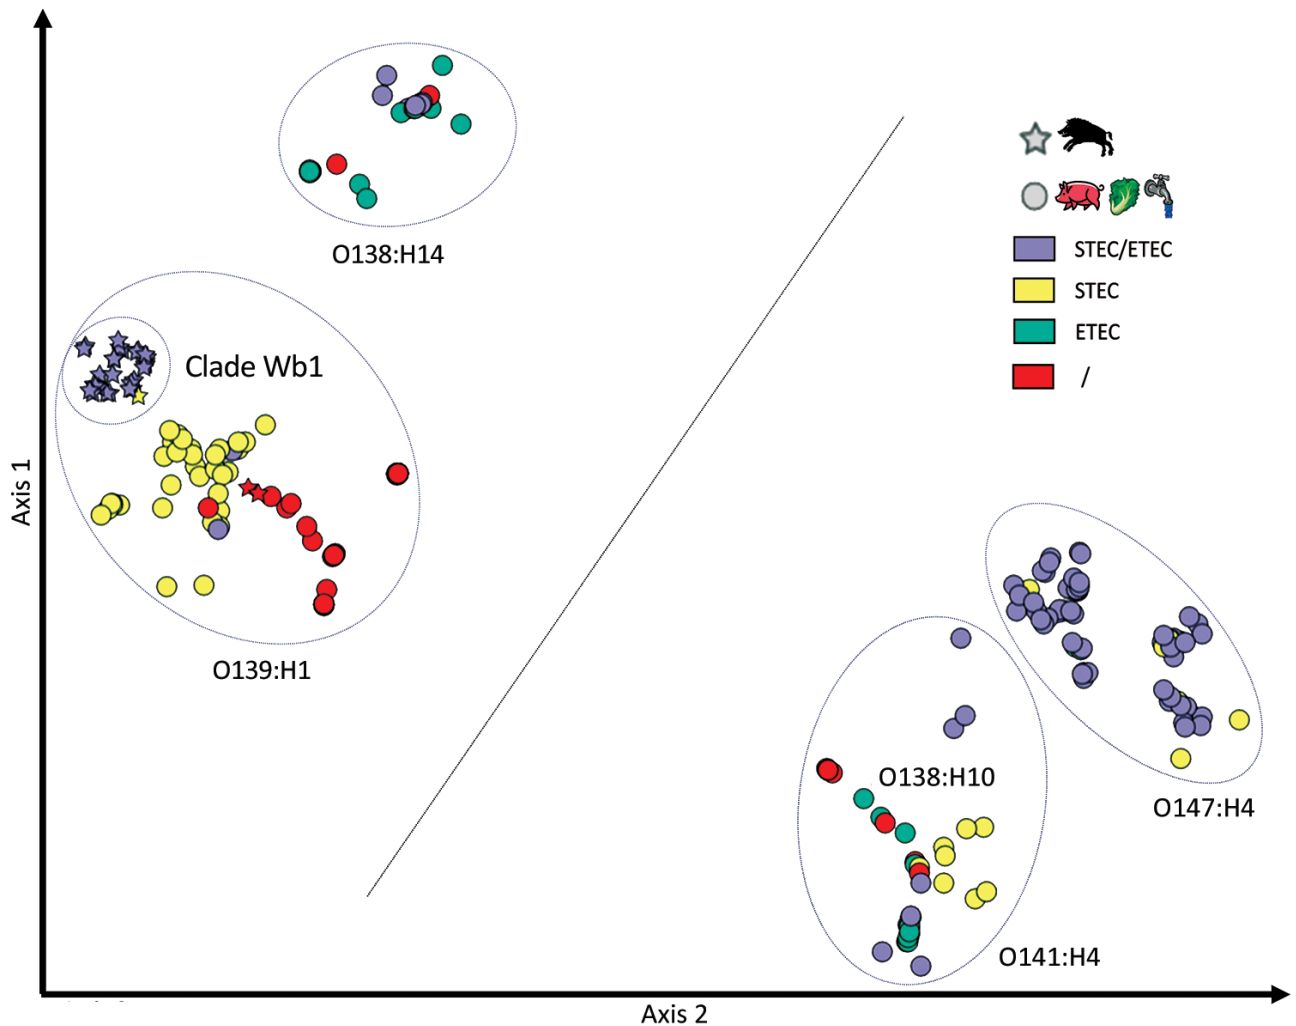 O138:H14
STEC/ETEC
STEC
ETEC
/
Clade Wb1
Axis 1
O139:H1
O138:H10
O147:H4
O141:H4
Axis 2